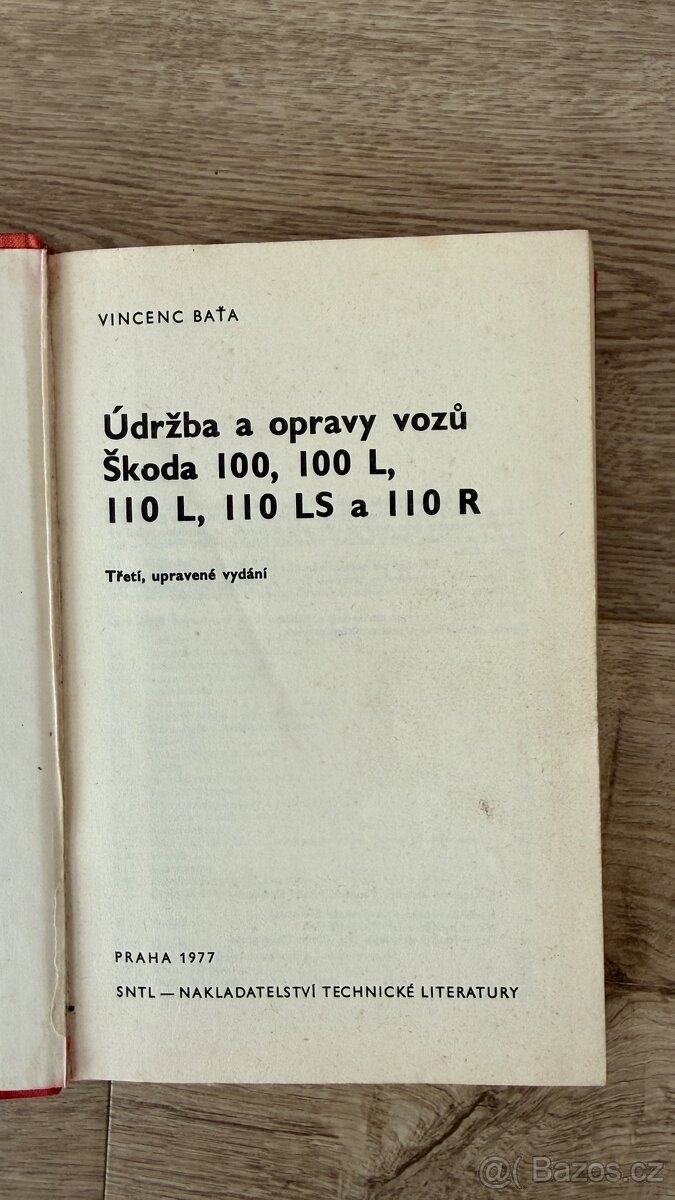 VINCENC BAŤA
Údržba a opravy vozů
Škoda 100, 100 L,
110 L, 110 LS a 110 R
Třetí, upravené vydání
PRAHA 1977
SNTL — NAKLADATELSTVÍ TECHNICKÉ LITERATURY
@( Bazos.cz